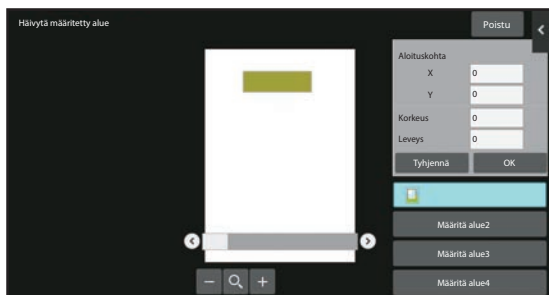 Häivytä määritetty alue
Poistu
Aloituskohta
X 0
Y 0
Korkeus 0
Leveys 0
Tyhjennä OK
Määritä alue2
Määritä alue3
Määritä alue4